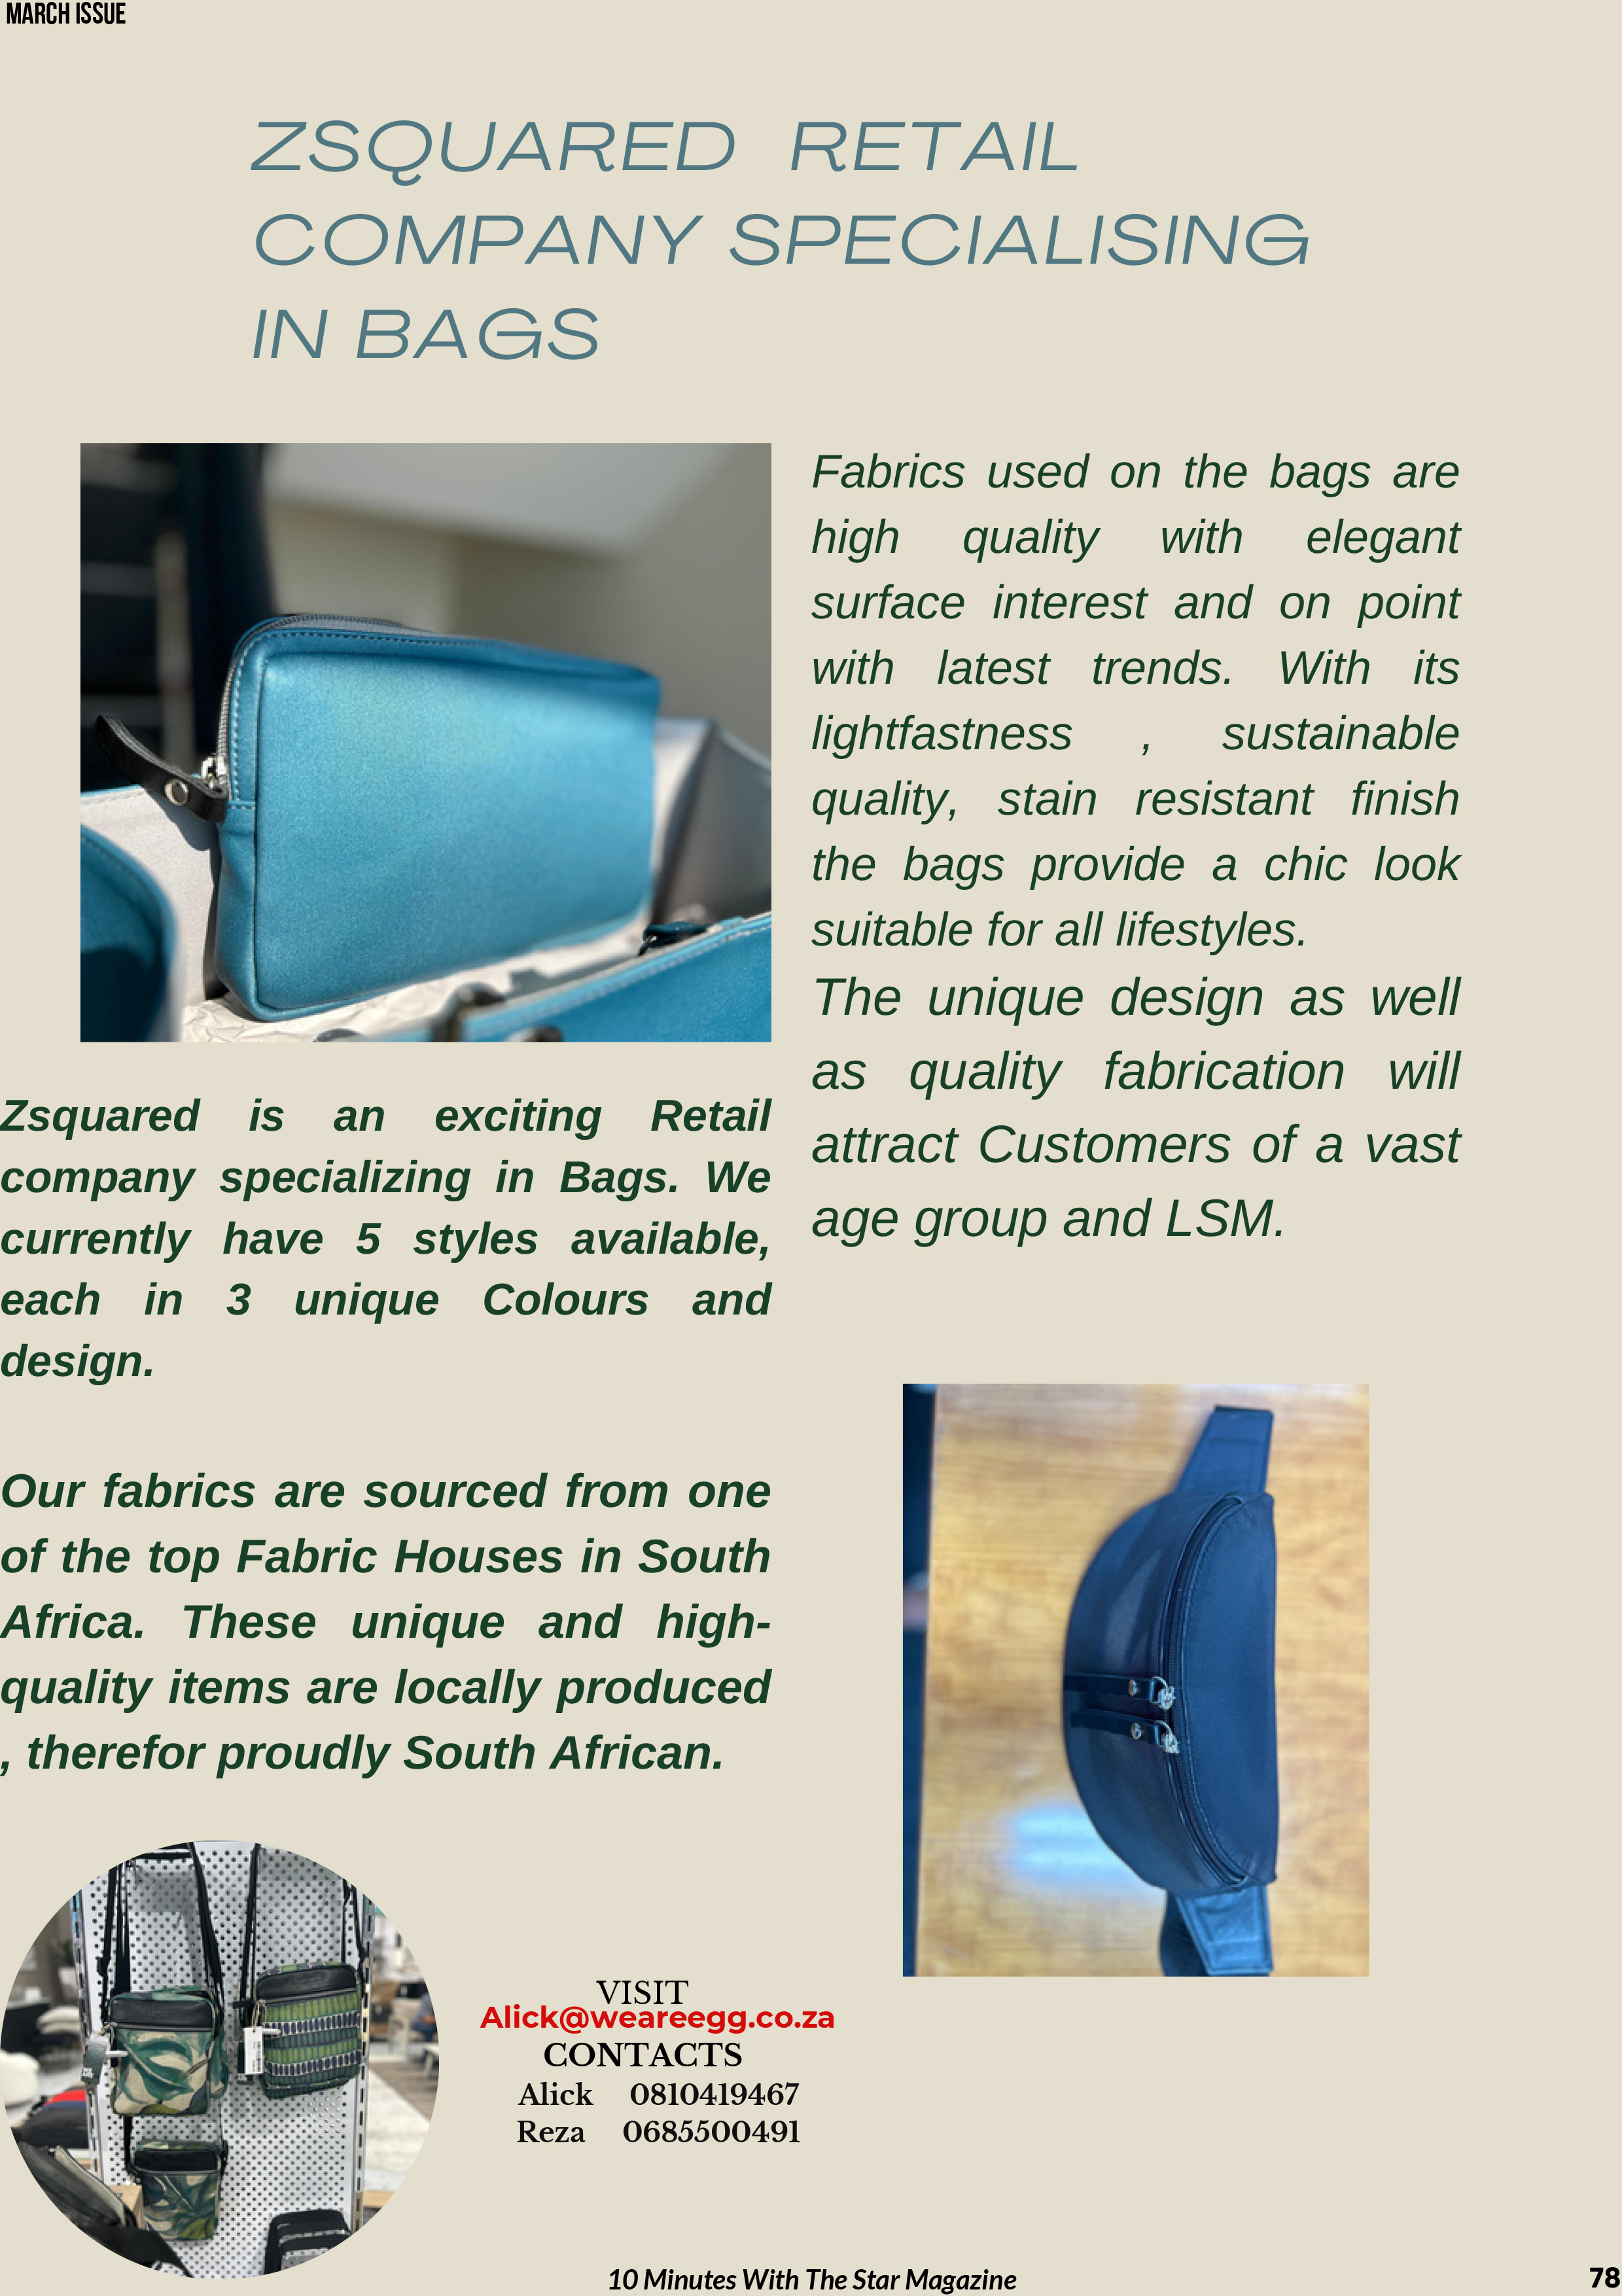 MARCH ISSUE
ZSQUARED RETAIL
COMPANY SPECIALISING
IN BAGS
Zsquared is an exciting Retail
company specializing in Bags. We
currently have 5 styles available,
each in 3 unique Colours and
design.
Our fabrics are sourced from one
of the top Fabric Houses in South
Africa. These unique and high-
quality items are locally produced
, therefor proudly South African.
Fabrics used on the bags are
high quality with elegant
surface interest and on point
with latest trends. With its
lightfastness , sustainable
quality, stain resistant finish
the bags provide a chic look
suitable for all lifestyles.
The unique design as well
as quality fabrication will
attract Customers of a vast
age group and LSM.
VISIT
Alick@weareegg.co.za
CONTACTS
Alick 0810419467
Reza 0685500491
10 Minutes With The Star Magazine
78